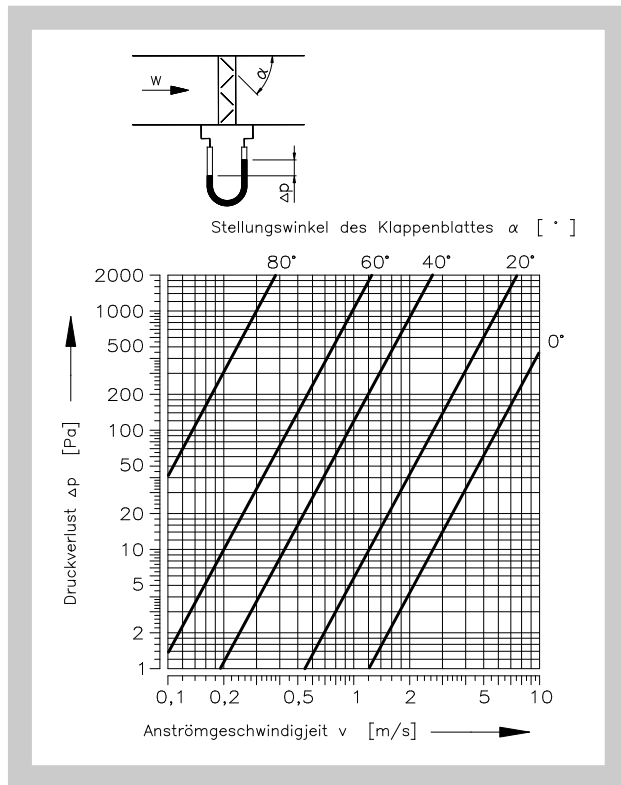 w
α
Δp
Stellungswinkel des Klappenblattes α [ ° ]
80° 60° 40° 20°
0°
2000
1000
500
200
100
50
20
10
5
2
1
Druckverlust Δp [Pa]
0,1 0,2 0,5 1 2 5 10
Anströmgeschwindigjeit v [m/s]